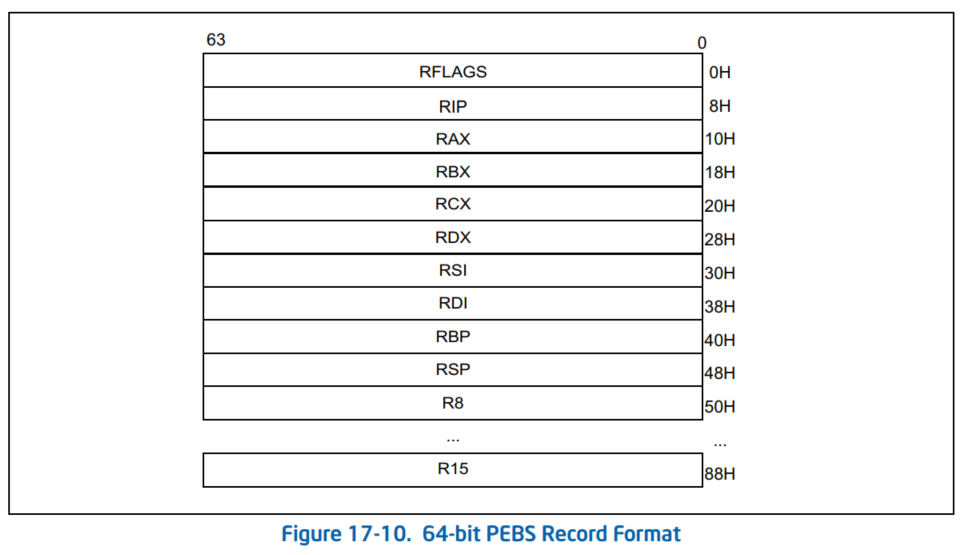 63 0
RFLAGS 0H
RIP 8H
RAX 10H
RBX 18H
RCX 20H
RDX 28H
RSI 30H
RDI 38H
RBP 40H
RSP 48H
R8 50H
... ...
R15 88H
Figure 17-10. 64-bit PEBS Record Format